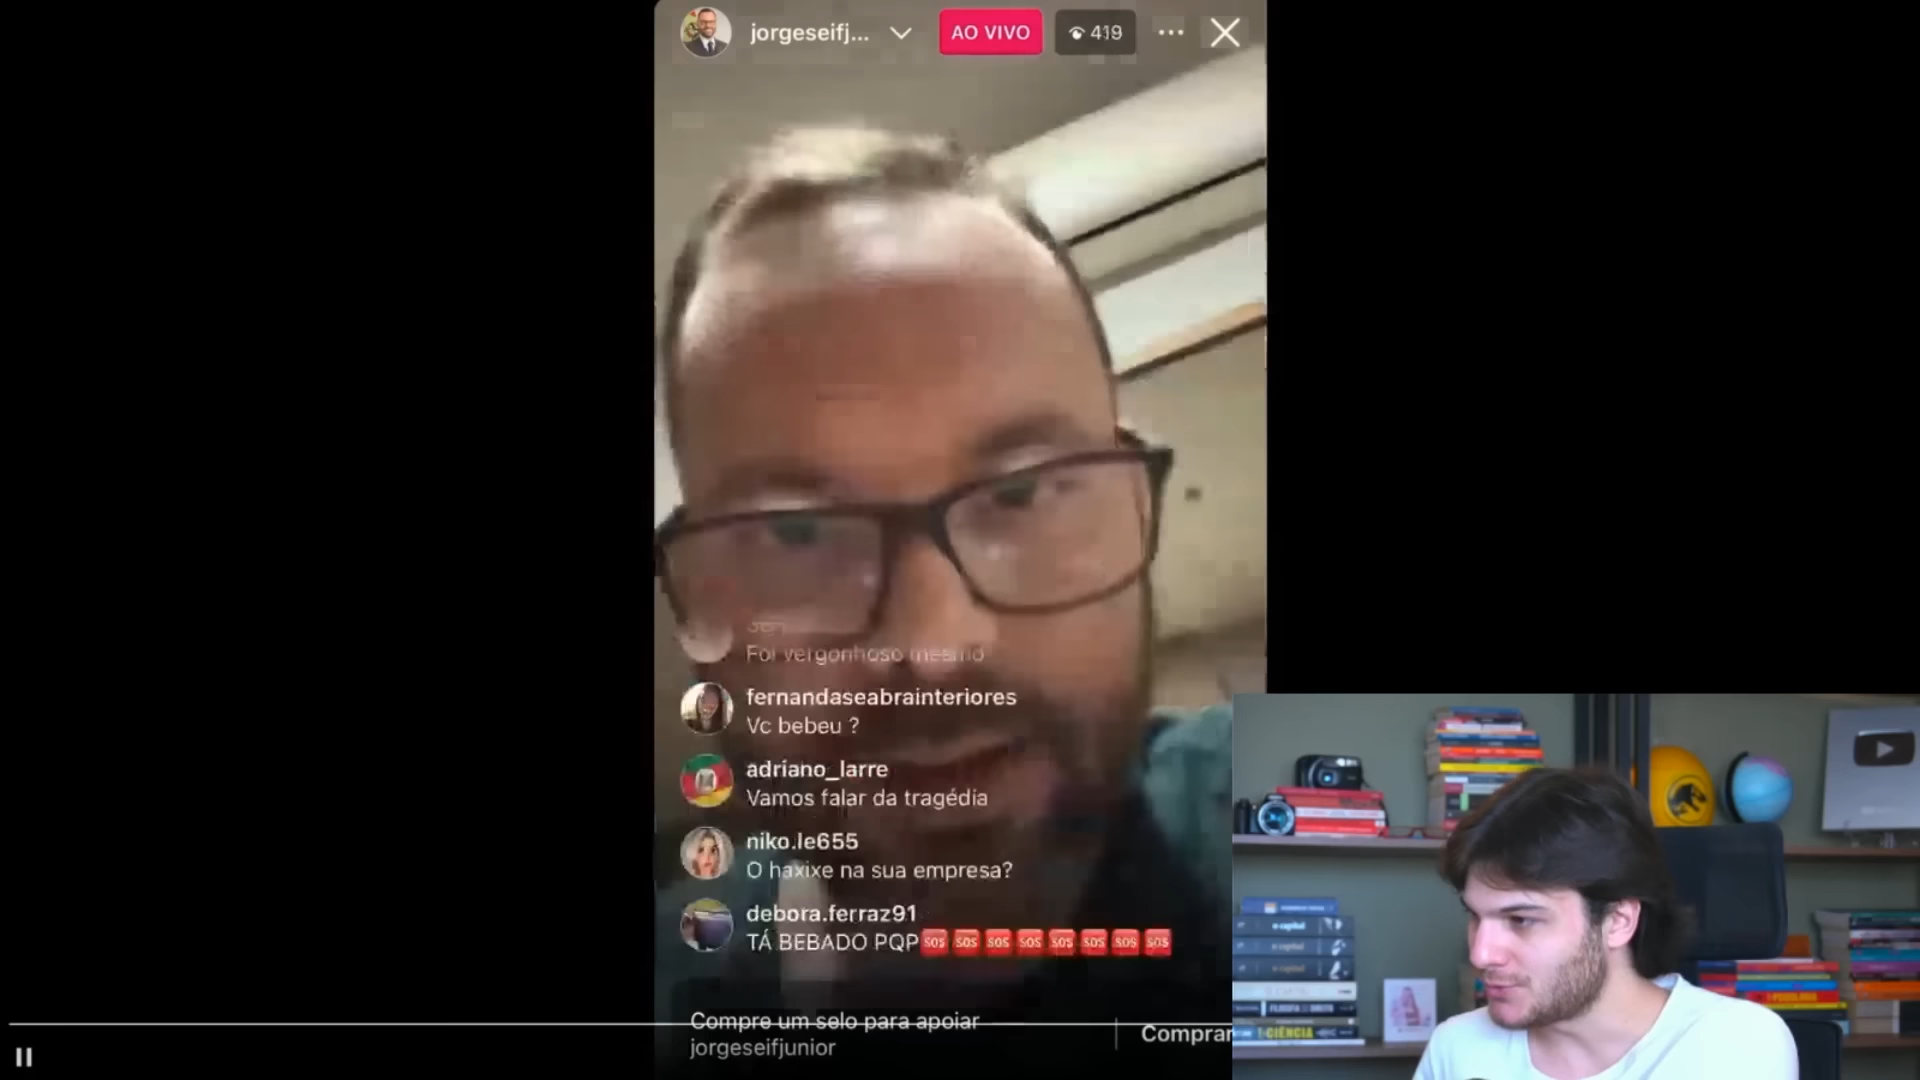 jorgeseifj...
AO VIVO
419
Foi vergonhoso mesmo
fernandaseabrainteriores
Vc bebeu ?
adriano_larre
Vamos falar da tragédia
niko.le655
O haxixe na sua empresa?
debora.ferraz91
TÁ BEBADO PQP🆘🆘🆘🆘🆘🆘🆘🆘
Compre um selo para apoiar
jorgeseifjunior
Comprar
CIÊNCIA